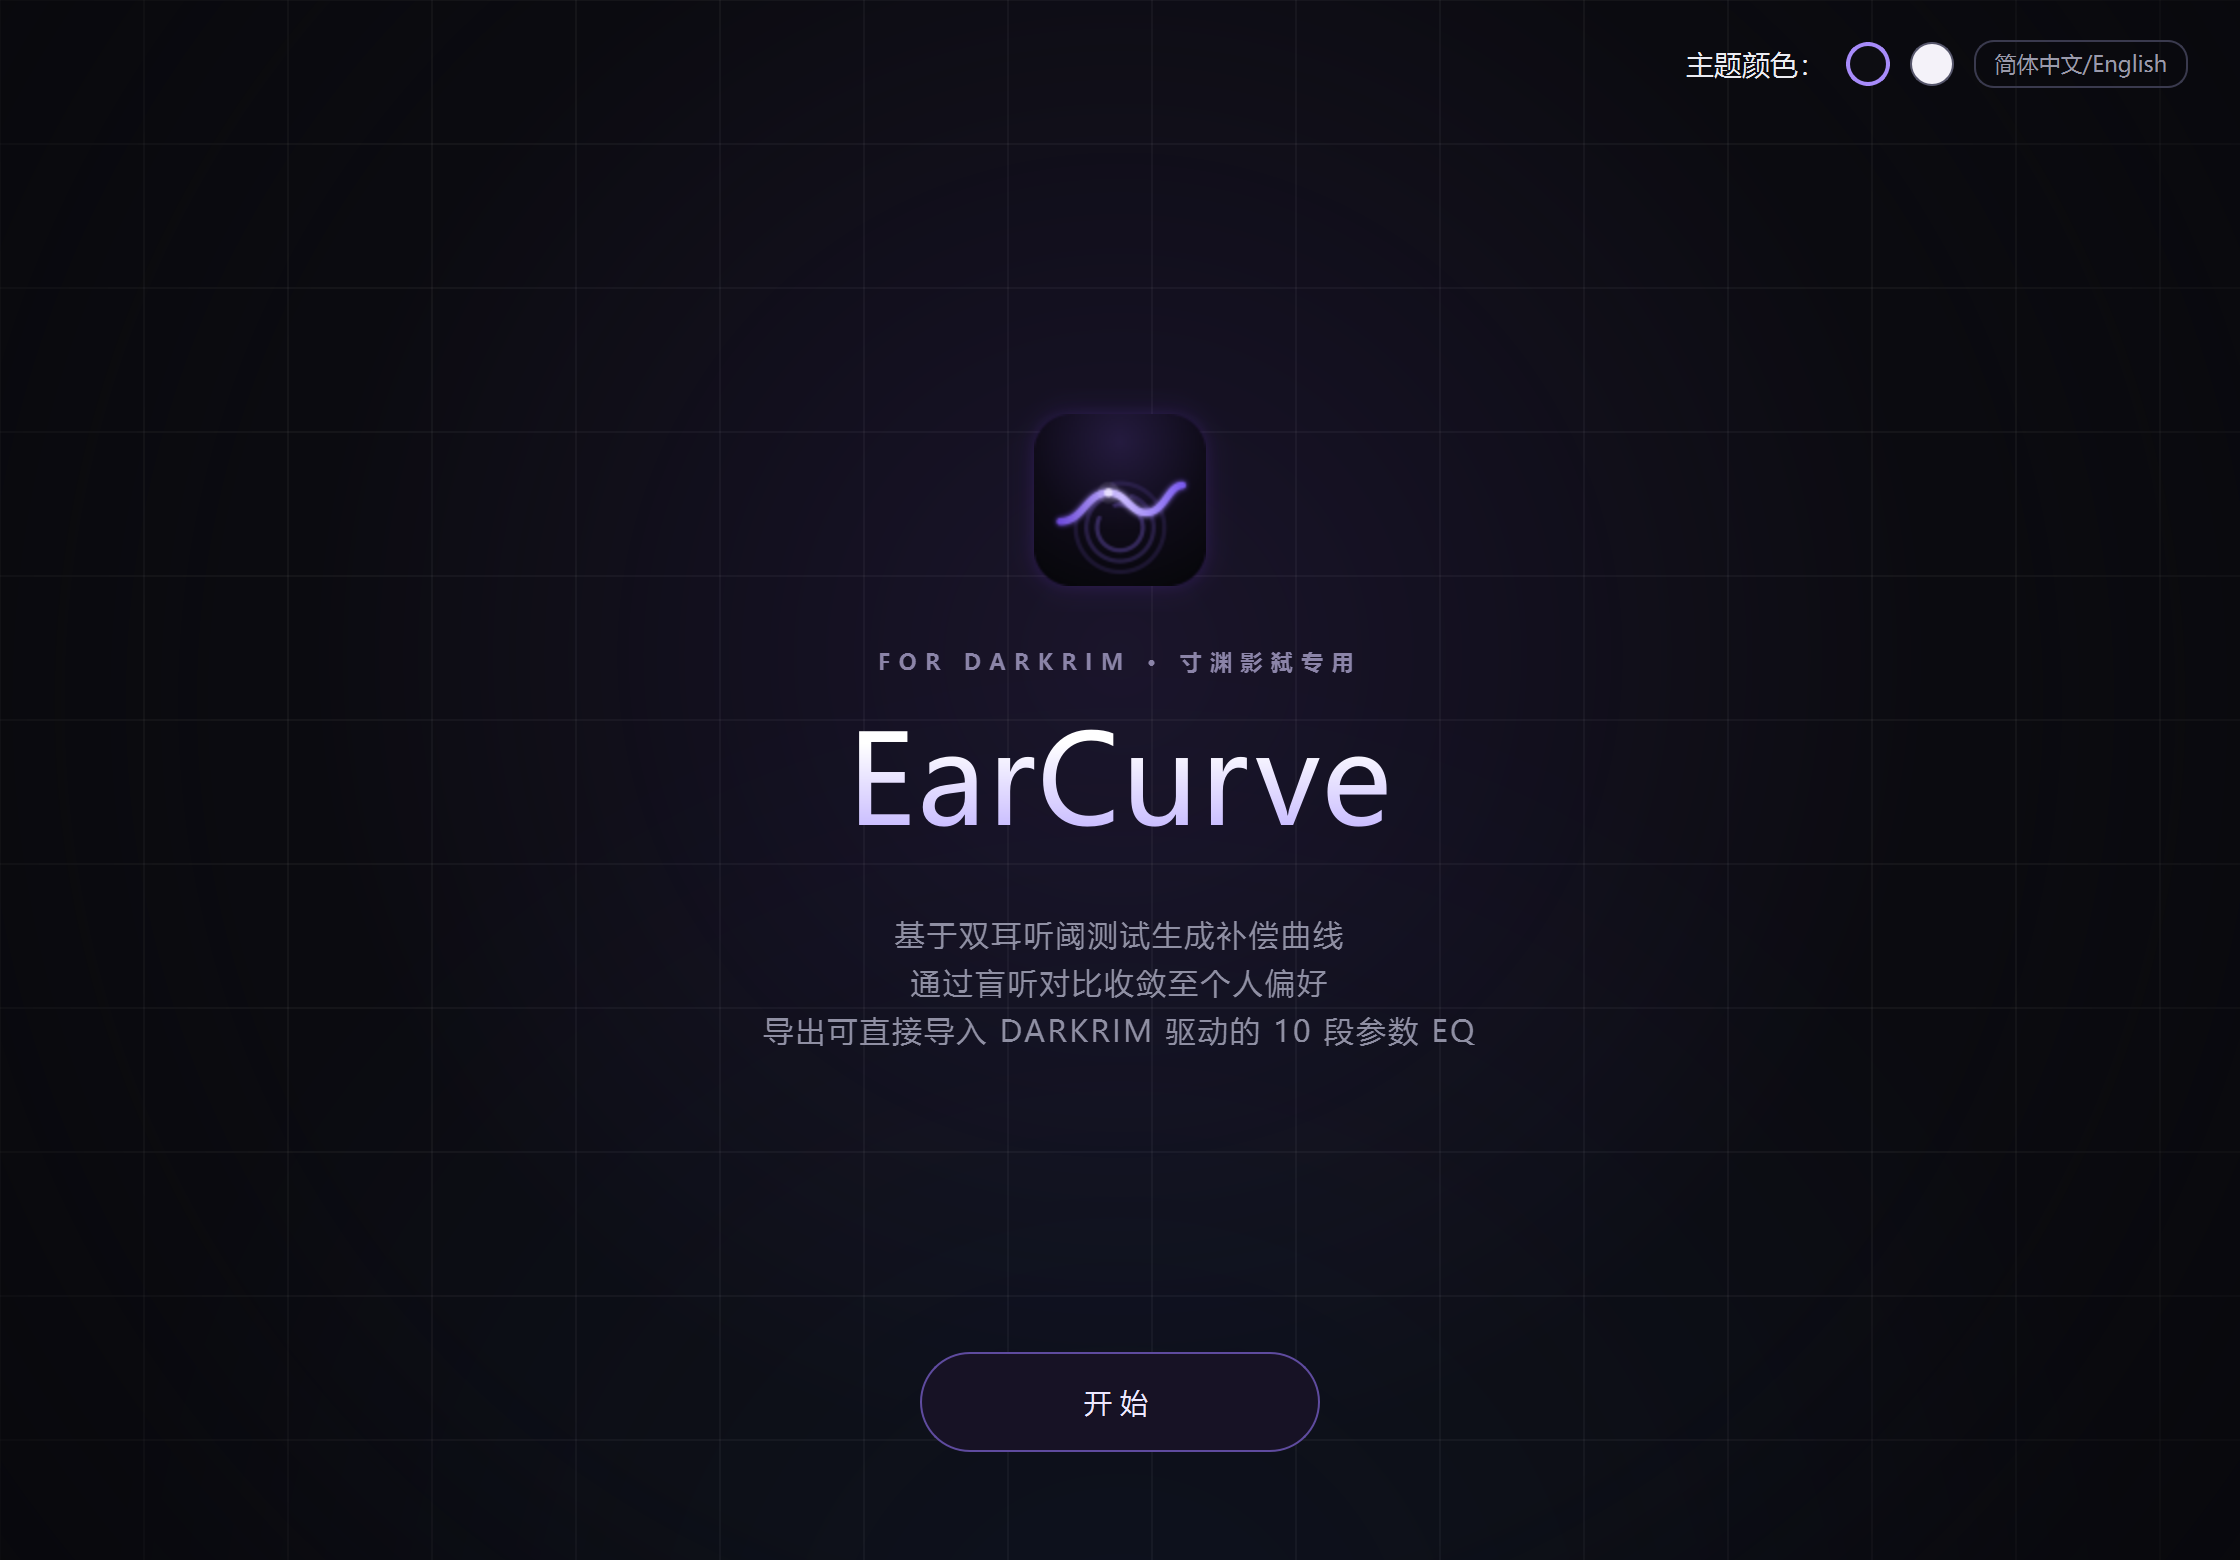 主题颜色：
简体中文/English
FOR DARKRIM • 寸渊影弑专用
EarCurve
基于双耳听阈测试生成补偿曲线
通过盲听对比收敛至个人偏好
导出可直接导入 DARKRIM 驱动的 10 段参数 EQ
开始